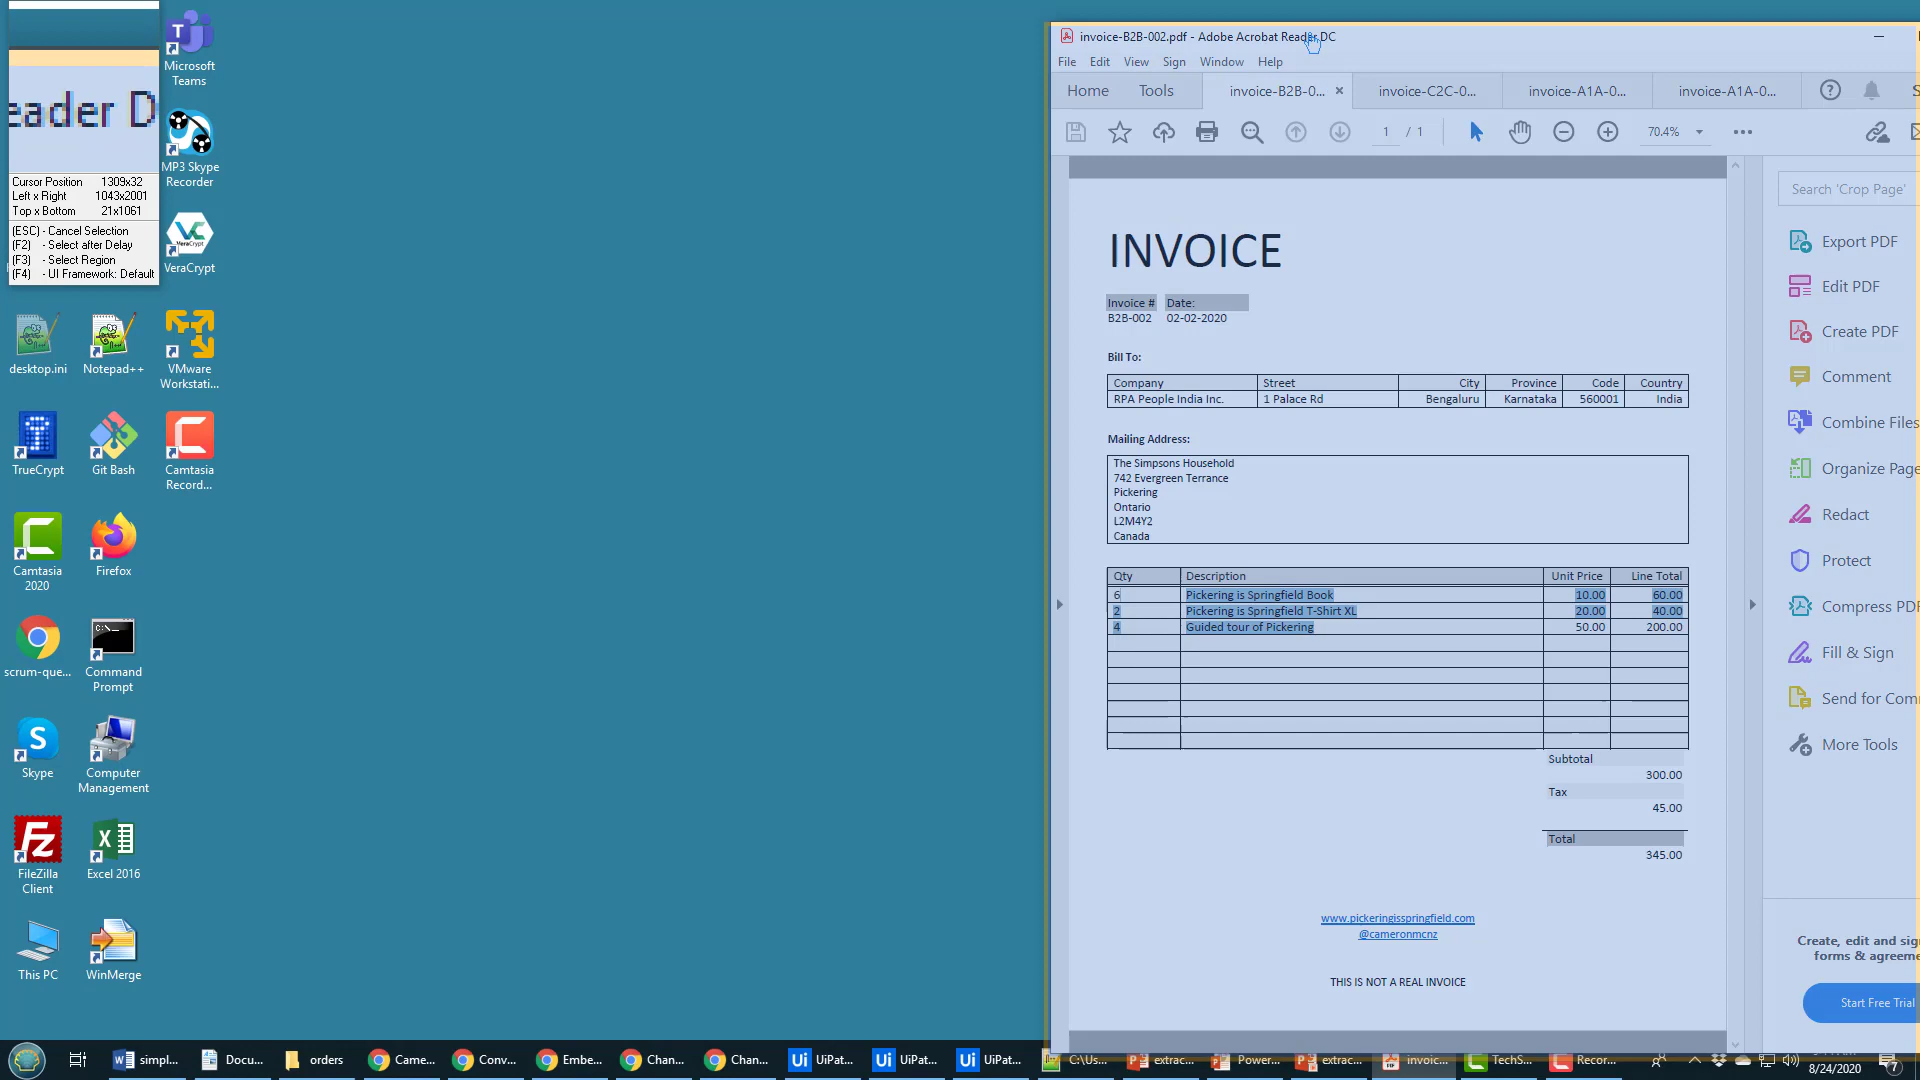 eader D
Cursor Position 1309x32
Left x Right 1043x2001
Top x Bottom 21x1061
(ESC) - Cancel Selection
(F2) - Select after Delay
(F3) - Select Region
(F4) - UI Framework: Default
Microsoft Teams
MP3 Skype Recorder
VeraCrypt
VeraCrypt
desktop.ini
Notepad++
VMware Workstati...
TrueCrypt
Git Bash
Camtasia Record...
Camtasia 2020
Firefox
scrum-que...
Command Prompt
Skype
Computer Management
FileZilla Client
Excel 2016
This PC
WinMerge
invoice-B2B-002.pdf - Adobe Acrobat Reader DC
File Edit View Sign Window Help
Home Tools invoice-B2B-0... × invoice-C2C-0... invoice-A1A-0... invoice-A1A-0...
1 / 1 70.4%
INVOICE
Invoice # Date:
B2B-002 02-02-2020
Bill To:
Company Street City Province Code Country
RPA People India Inc. 1 Palace Rd Bengaluru Karnataka 560001 India
Mailing Address:
The Simpsons Household
742 Evergreen Terrance
Pickering
Ontario
L2M4Y2
Canada
Qty Description Unit Price Line Total
6 Pickering is Springfield Book 10.00 60.00
2 Pickering is Springfield T-Shirt XL 20.00 40.00
4 Guided tour of Pickering 50.00 200.00
Subtotal
300.00
Tax
45.00
Total
345.00
www.pickeringisspringfield.com
@cameronmcnz
THIS IS NOT A REAL INVOICE
Search 'Crop Page'
Export PDF
Edit PDF
Create PDF
Comment
Combine Files
Organize Page
Redact
Protect
Compress PDF
Fill & Sign
Send for Com
More Tools
Create, edit and sig
forms & agreeme
Start Free Trial
simpl... Docu... orders Came... Conv... Embe... Chan... Chan... UiPat... UiPat... UiPat... C:\Us... extrac... Power... extrac... invoic... TechS... Recor...
8/24/2020 7